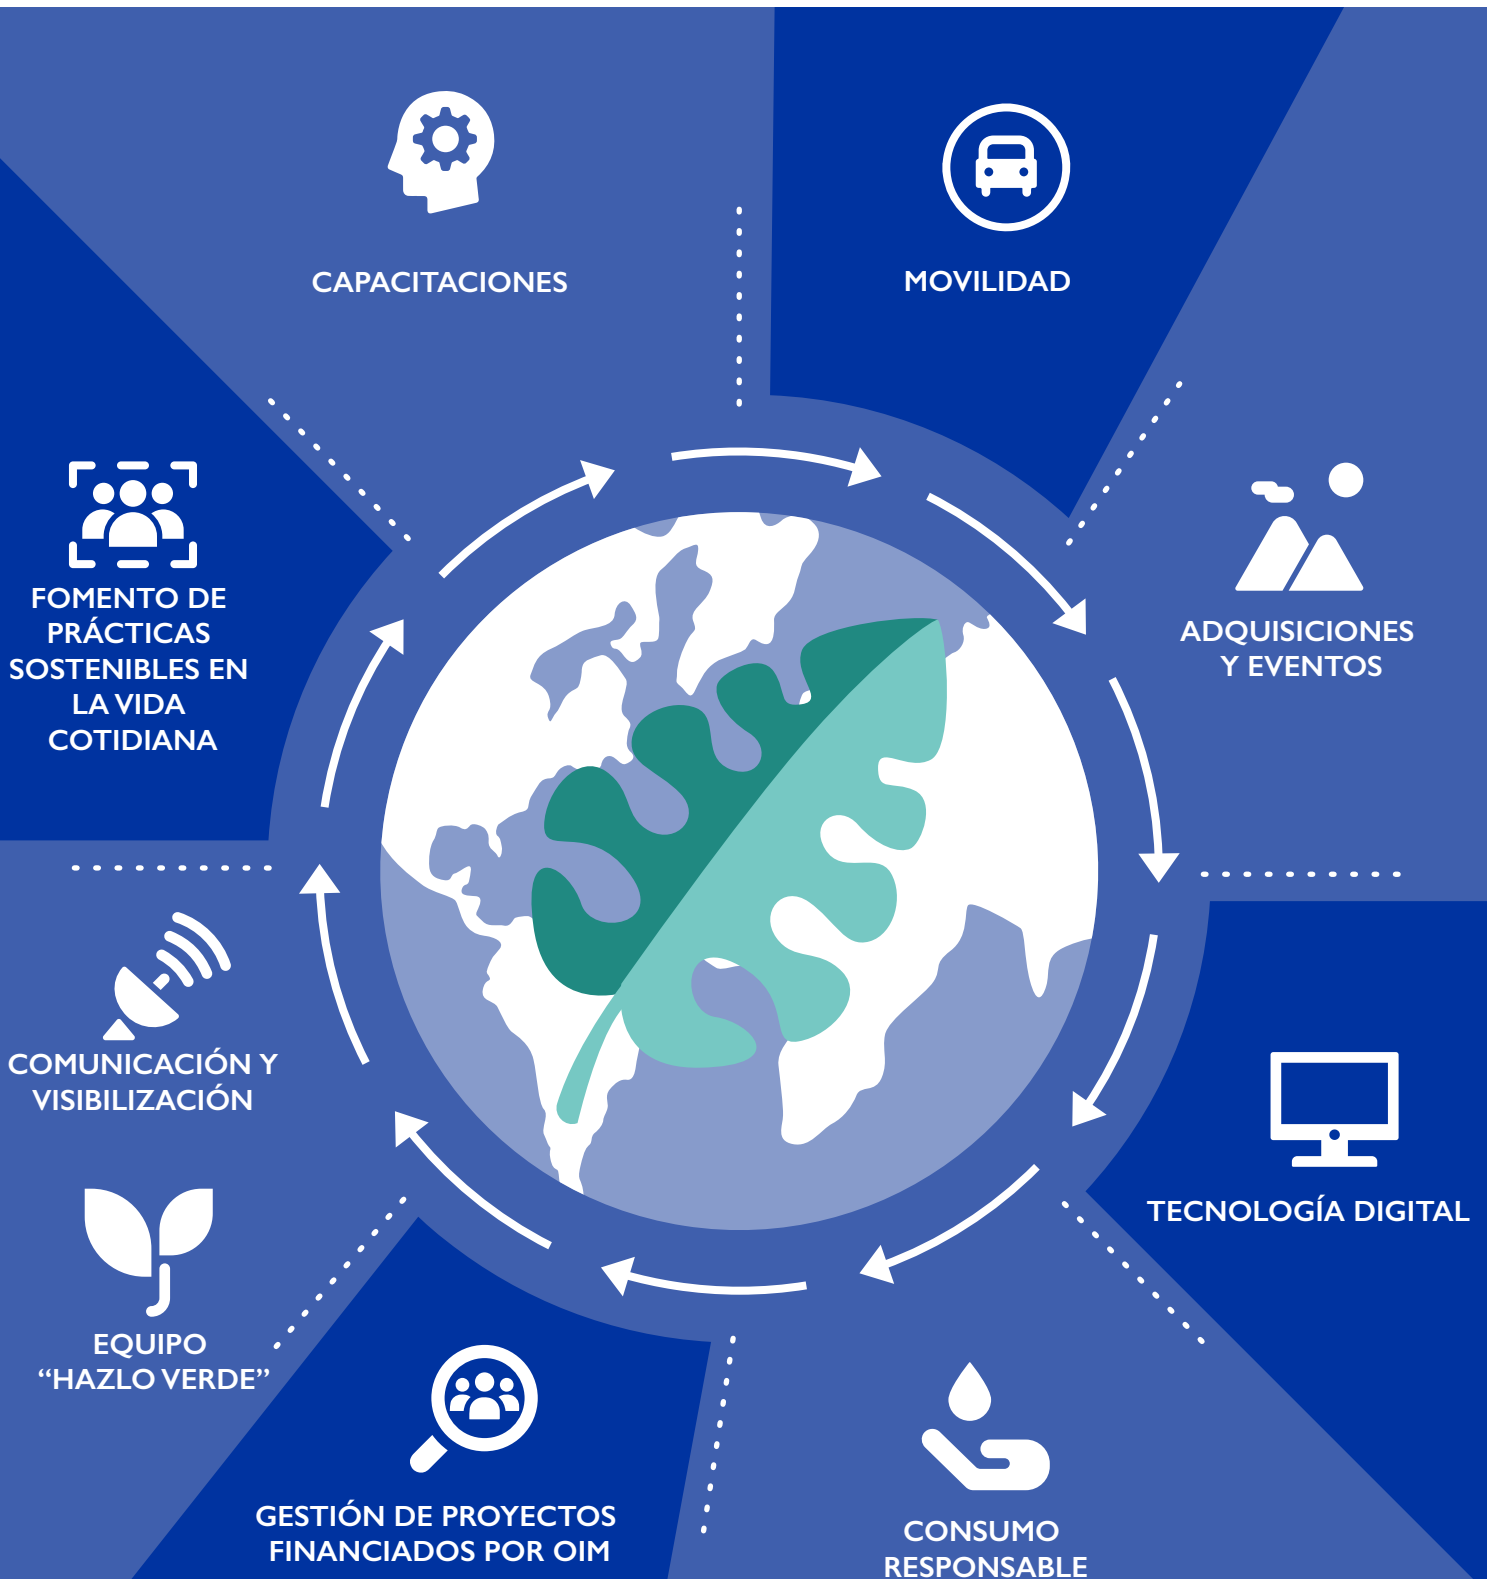 CAPACITACIONES
MOVILIDAD
FOMENTO DE
PRÁCTICAS
SOSTENIBLES EN
LA VIDA
COTIDIANA
ADQUISICIONES
Y EVENTOS
COMUNICACIÓN Y
VISIBILIZACIÓN
TECNOLOGÍA DIGITAL
EQUIPO
“HAZLO VERDE”
GESTIÓN DE PROYECTOS
FINANCIADOS POR OIM
CONSUMO
RESPONSABLE